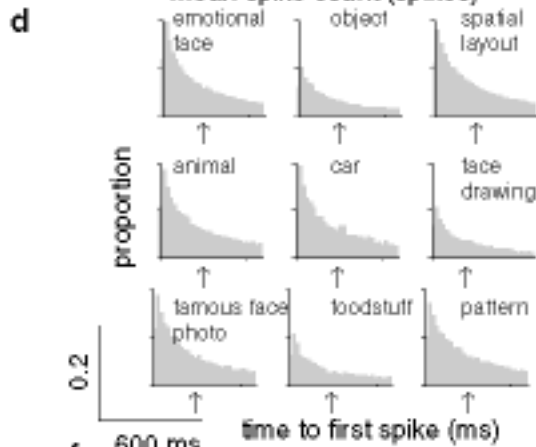 mean spike count (spikes)
d
emotional
face
object
spatial
layout
animal
car
face
drawing
proportion
famous face
photo
foodstuff
pattern
0.2
600 ms
time to first spike (ms)